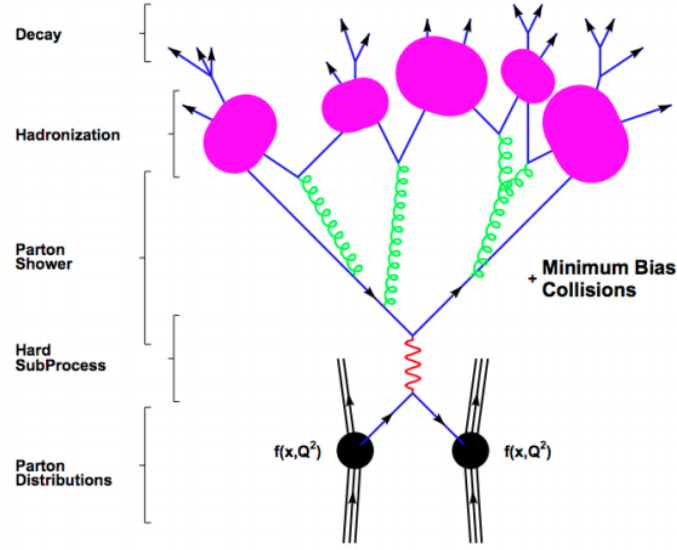 Decay
Hadronization
Parton
Shower
+ Minimum Bias
Collisions
Hard
SubProcess
f(x,Q²)
f(x,Q²)
Parton
Distributions